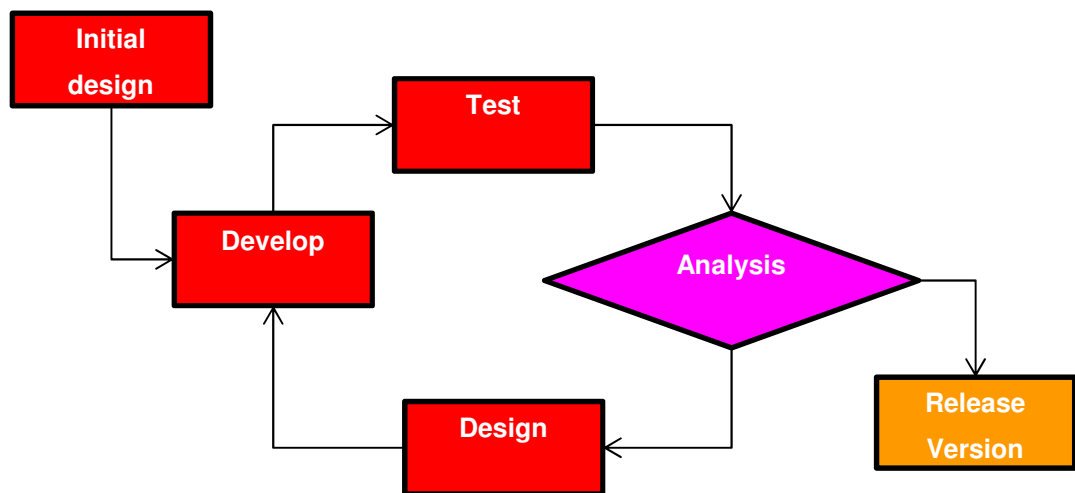 Initial
design
Test
Develop
Analysis
Release
Version
Design